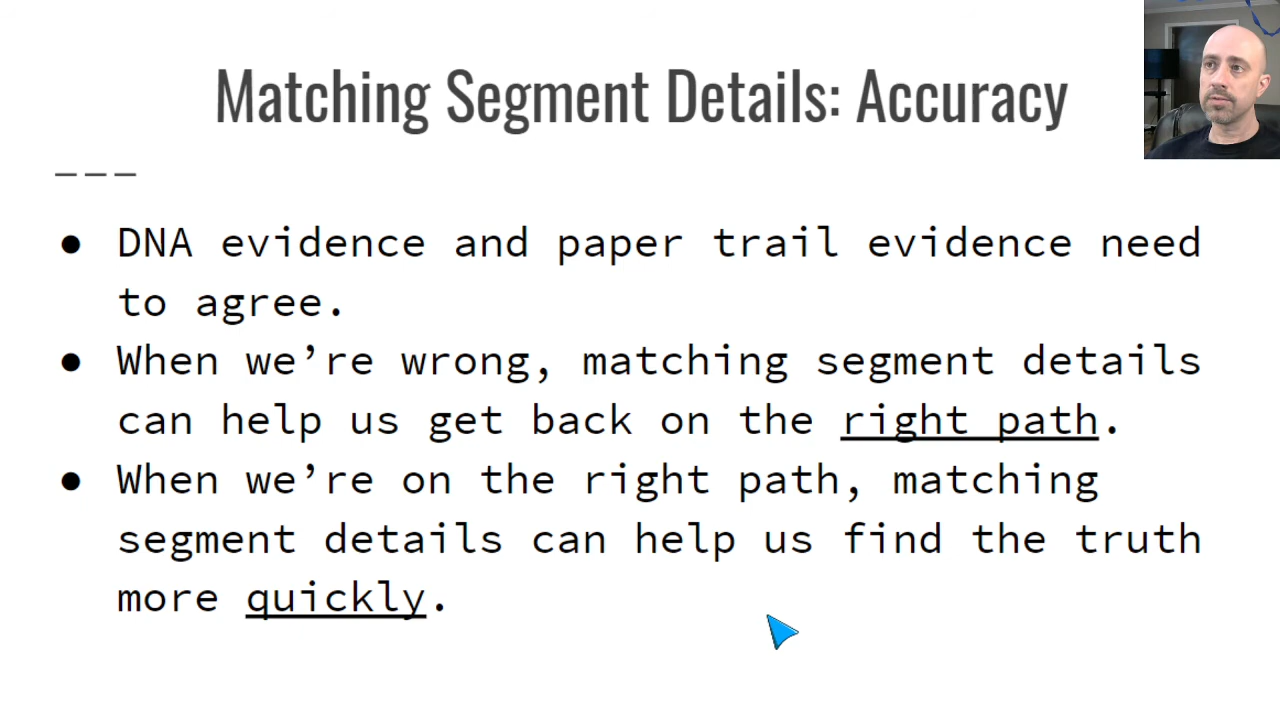 Matching Segment Details: Accuracy
● DNA evidence and paper trail evidence need
to agree.
● When we’re wrong, matching segment details
can help us get back on the right path.
● When we’re on the right path, matching
segment details can help us find the truth
more quickly.